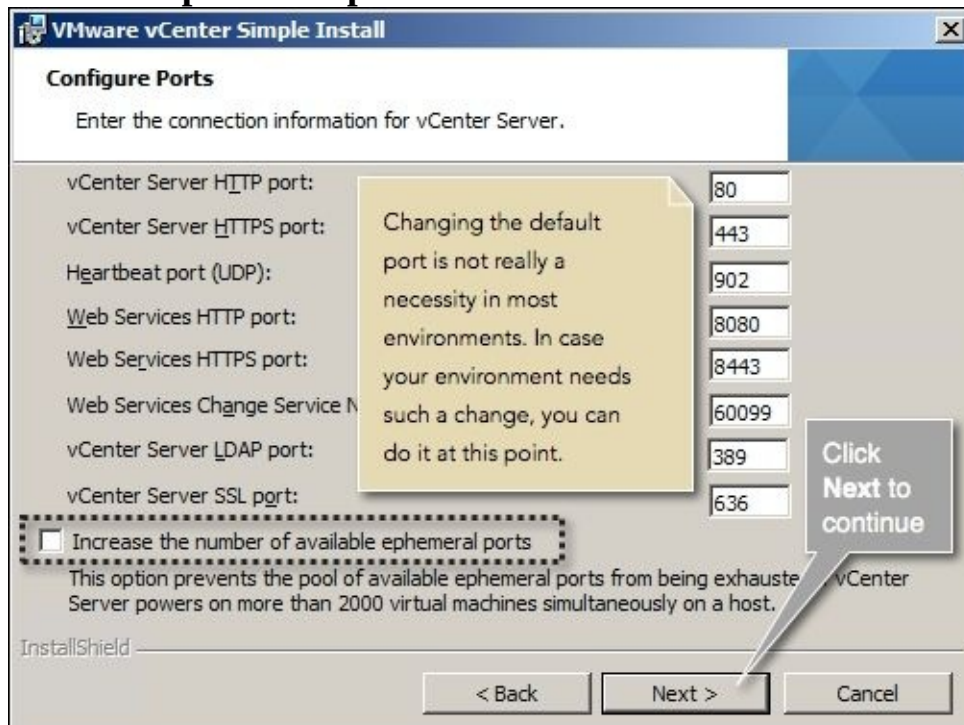 VMware vCenter Simple Install
Configure Ports
Enter the connection information for vCenter Server.
vCenter Server HTTP port: 80
vCenter Server HTTPS port: 443
Heartbeat port (UDP): 902
Web Services HTTP port: 8080
Web Services HTTPS port: 8443
Web Services Change Service 60099
vCenter Server LDAP port: 389
vCenter Server SSL port: 636
Changing the default
port is not really a
necessity in most
environments. In case
your environment needs
such a change, you can
do it at this point.
Click
Next to
continue
Increase the number of available ephemeral ports
This option prevents the pool of available ephemeral ports from being vCenter
Server powers on more than 2000 virtual machines simultaneously on a host.
InstallShield
< Back
Next >
Cancel